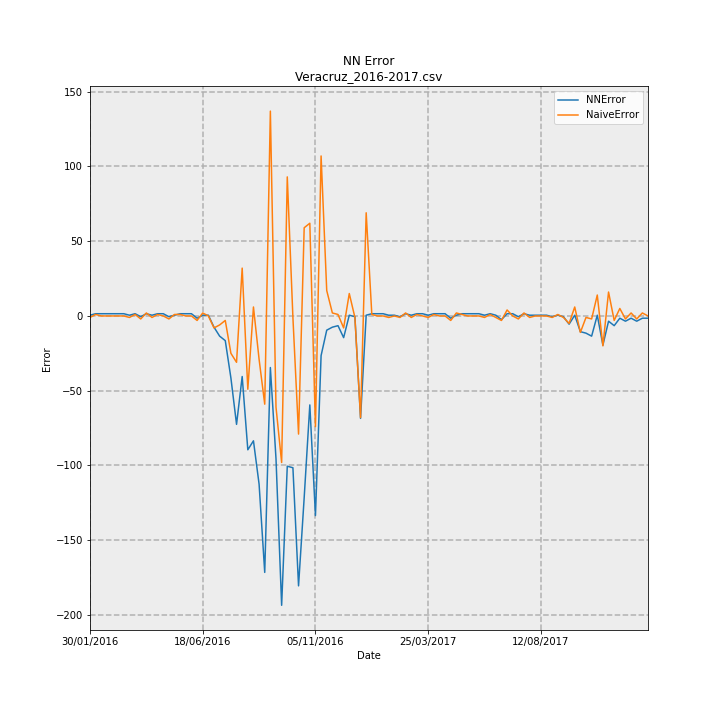 NN Error
Veracruz_2016-2017.csv
NNError
NaiveError
150
100
50
0
−50
−100
−150
−200
Error
30/01/2016
18/06/2016
05/11/2016
25/03/2017
12/08/2017
Date